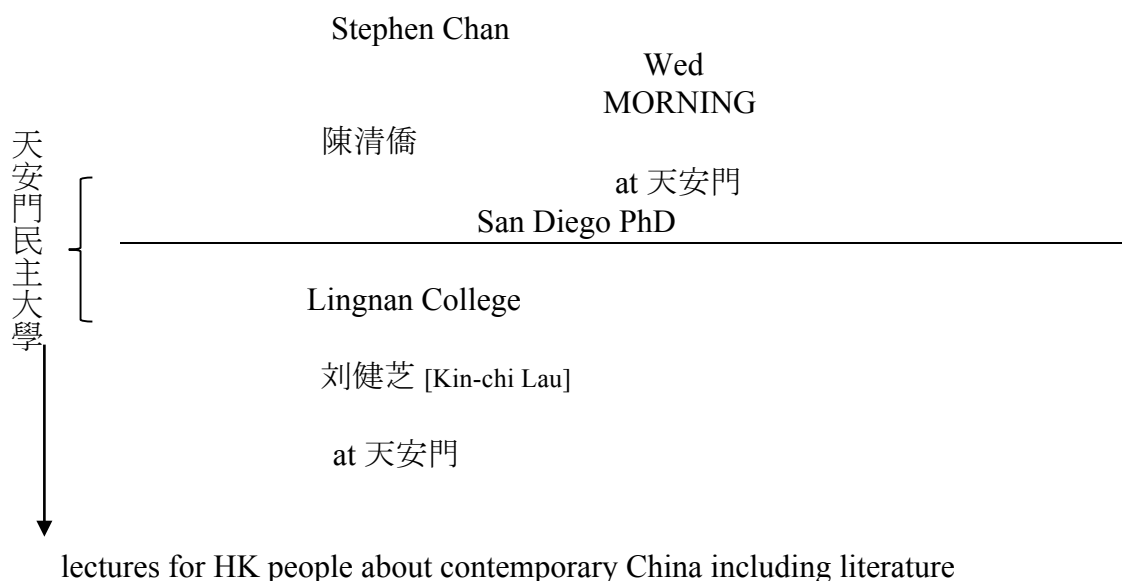 Stephen Chan
Wed
MORNING
陳清僑
天安門民主大學
at 天安門
San Diego PhD
Lingnan College
刘健芝 [Kin-chi Lau]
at 天安門
lectures for HK people about contemporary China including literature